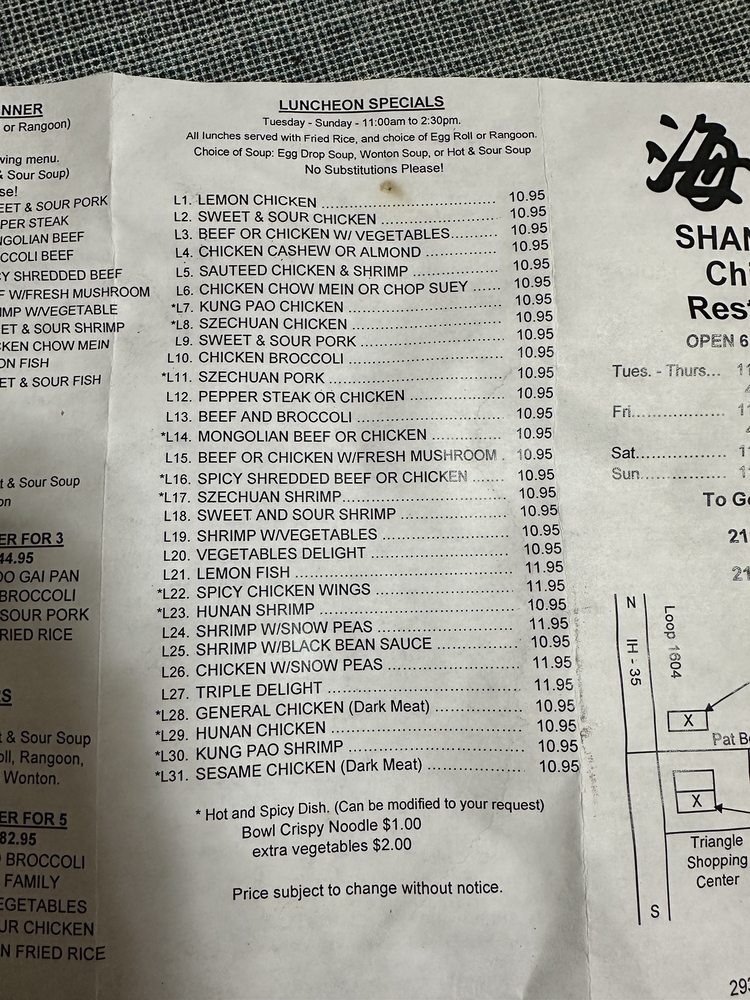 NNER
or Rangoon)
ving menu.
& Sour Soup)
se!
EET & SOUR PORK
PER STEAK
NGOLIAN BEEF
OCCOLI BEEF
CY SHREDDED BEEF
F W/FRESH MUSHROOM
IMP W/VEGETABLE
ET & SOUR SHRIMP
CKEN CHOW MEIN
ON FISH
ET & SOUR FISH
t & Sour Soup
on
ER FOR 3
44.95
OO GAI PAN
BROCCOLI
SOUR PORK
RIED RICE
RS
t & Sour Soup
oll, Rangoon,
Wonton.
ER FOR 5
82.95
BROCCOLI
FAMILY
EGETABLES
UR CHICKEN
N FRIED RICE
LUNCHEON SPECIALS
Tuesday - Sunday - 11:00am to 2:30pm.
All lunches served with Fried Rice, and choice of Egg Roll or Rangoon.
Choice of Soup: Egg Drop Soup, Wonton Soup, or Hot & Sour Soup
No Substitutions Please!
L1. LEMON CHICKEN 10.95
L2. SWEET & SOUR CHICKEN 10.95
L3. BEEF OR CHICKEN W/ VEGETABLES 10.95
L4. CHICKEN CASHEW OR ALMOND 10.95
L5. SAUTEED CHICKEN & SHRIMP 10.95
L6. CHICKEN CHOW MEIN OR CHOP SUEY 10.95
*L7. KUNG PAO CHICKEN 10.95
*L8. SZECHUAN CHICKEN 10.95
L9. SWEET & SOUR PORK 10.95
L10. CHICKEN BROCCOLI 10.95
*L11. SZECHUAN PORK 10.95
L12. PEPPER STEAK OR CHICKEN 10.95
L13. BEEF AND BROCCOLI 10.95
*L14. MONGOLIAN BEEF OR CHICKEN 10.95
L15. BEEF OR CHICKEN W/FRESH MUSHROOM 10.95
*L16. SPICY SHREDDED BEEF OR CHICKEN 10.95
*L17. SZECHUAN SHRIMP 10.95
L18. SWEET AND SOUR SHRIMP 10.95
L19. SHRIMP W/VEGETABLES 10.95
L20. VEGETABLES DELIGHT 10.95
L21. LEMON FISH 11.95
*L22. SPICY CHICKEN WINGS 11.95
*L23. HUNAN SHRIMP 10.95
L24. SHRIMP W/SNOW PEAS 11.95
L25. SHRIMP W/BLACK BEAN SAUCE 10.95
L26. CHICKEN W/SNOW PEAS 11.95
L27. TRIPLE DELIGHT 11.95
*L28. GENERAL CHICKEN (Dark Meat) 10.95
*L29. HUNAN CHICKEN 10.95
*L30. KUNG PAO SHRIMP 10.95
*L31. SESAME CHICKEN (Dark Meat) 10.95
* Hot and Spicy Dish. (Can be modified to your request)
Bowl Crispy Noodle $1.00
extra vegetables $2.00
Price subject to change without notice.
海
SHAN
Chi
Rest
OPEN 6
Tues. - Thurs... 11
Fri. 1
Sat. 1
Sun. 1
To Go
21
21
N
IH - 35
Loop 1604
X
Pat Bo
X
Triangle
Shopping
Center
S
293